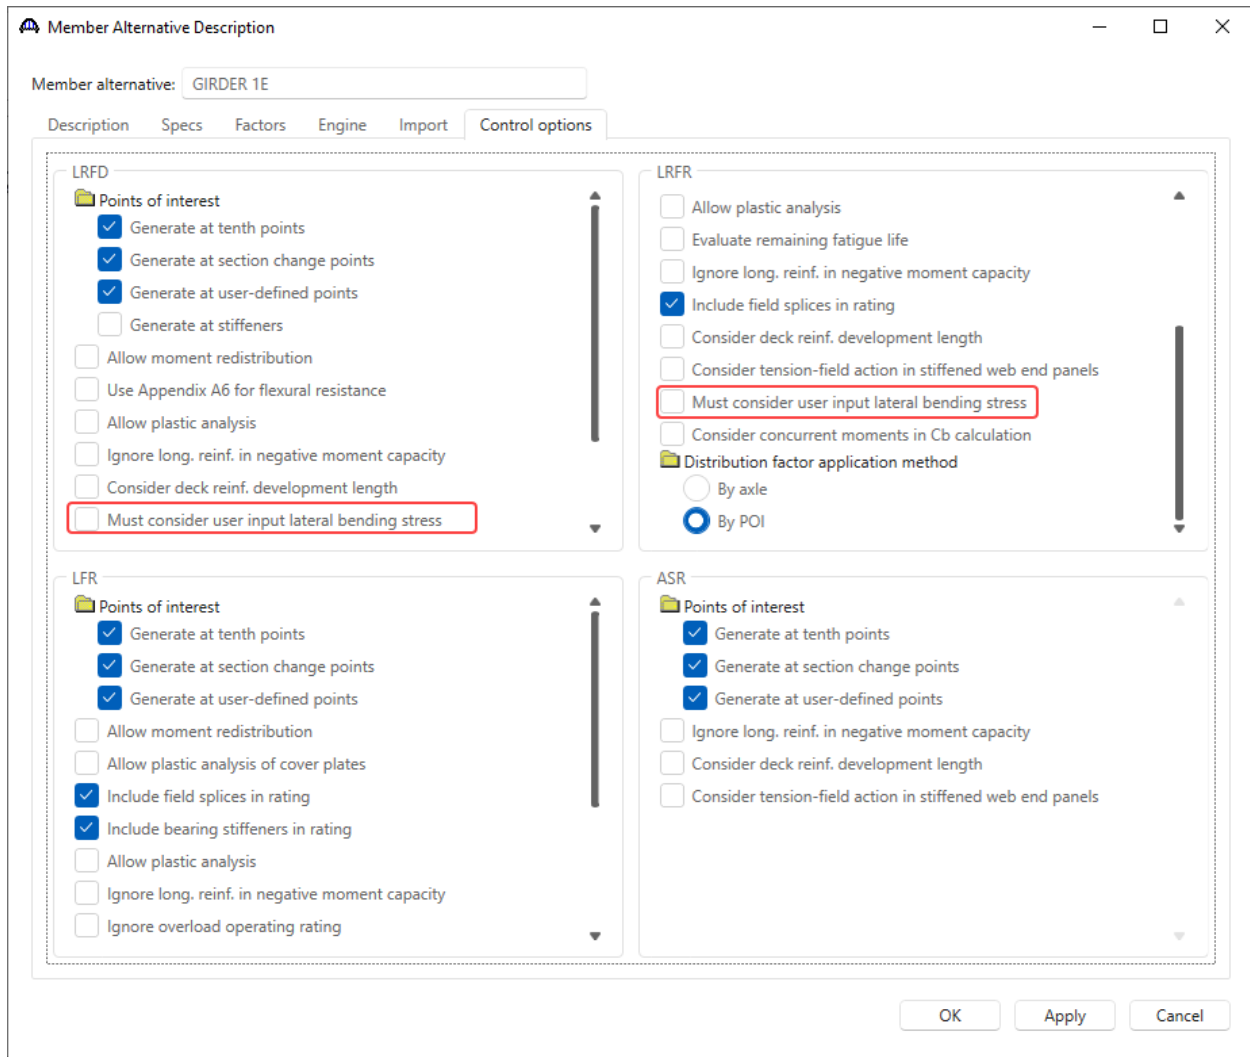 Member Alternative Description
Member alternative: GIRDER 1E
Description Specs Factors Engine Import Control options
LRFD
Points of interest
Generate at tenth points
Generate at section change points
Generate at user-defined points
Generate at stiffeners
Allow moment redistribution
Use Appendix A6 for flexural resistance
Allow plastic analysis
Ignore long. reinf. in negative moment capacity
Consider deck reinf. development length
Must consider user input lateral bending stress
LRFR
Allow plastic analysis
Evaluate remaining fatigue life
Ignore long. reinf. in negative moment capacity
Include field splices in rating
Consider deck reinf. development length
Consider tension-field action in stiffened web end panels
Must consider user input lateral bending stress
Consider concurrent moments in Cb calculation
Distribution factor application method
By axle
By POI
LFR
Points of interest
Generate at tenth points
Generate at section change points
Generate at user-defined points
Allow moment redistribution
Allow plastic analysis of cover plates
Include field splices in rating
Include bearing stiffeners in rating
Allow plastic analysis
Ignore long. reinf. in negative moment capacity
Ignore overload operating rating
ASR
Points of interest
Generate at tenth points
Generate at section change points
Generate at user-defined points
Ignore long. reinf. in negative moment capacity
Consider deck reinf. development length
Consider tension-field action in stiffened web end panels
OK Apply Cancel